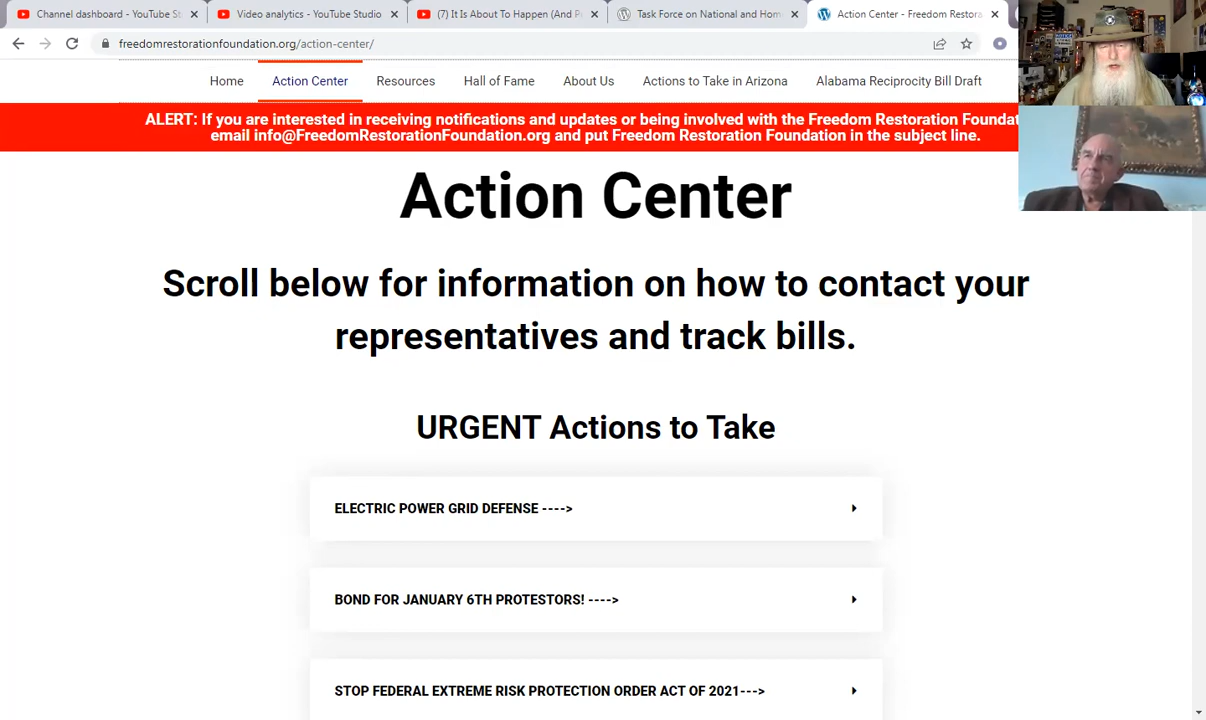 Channel dashboard - YouTube St
Video analytics - YouTube Studio
(7) It Is About To Happen (And P
Task Force on National and Hom
Action Center - Freedom Restora
freedomrestorationfoundation.org/action-center/
Home
Action Center
Resources
Hall of Fame
About Us
Actions to Take in Arizona
Alabama Reciprocity Bill Draft
ALERT: If you are interested in receiving notifications and updates or being involved with the Freedom Restoration Foundat
email info@FreedomRestorationFoundation.org and put Freedom Restoration Foundation in the subject line.
Action Center
Scroll below for information on how to contact your
representatives and track bills.
URGENT Actions to Take
ELECTRIC POWER GRID DEFENSE ---->
BOND FOR JANUARY 6TH PROTESTORS! ---->
STOP FEDERAL EXTREME RISK PROTECTION ORDER ACT OF 2021--->